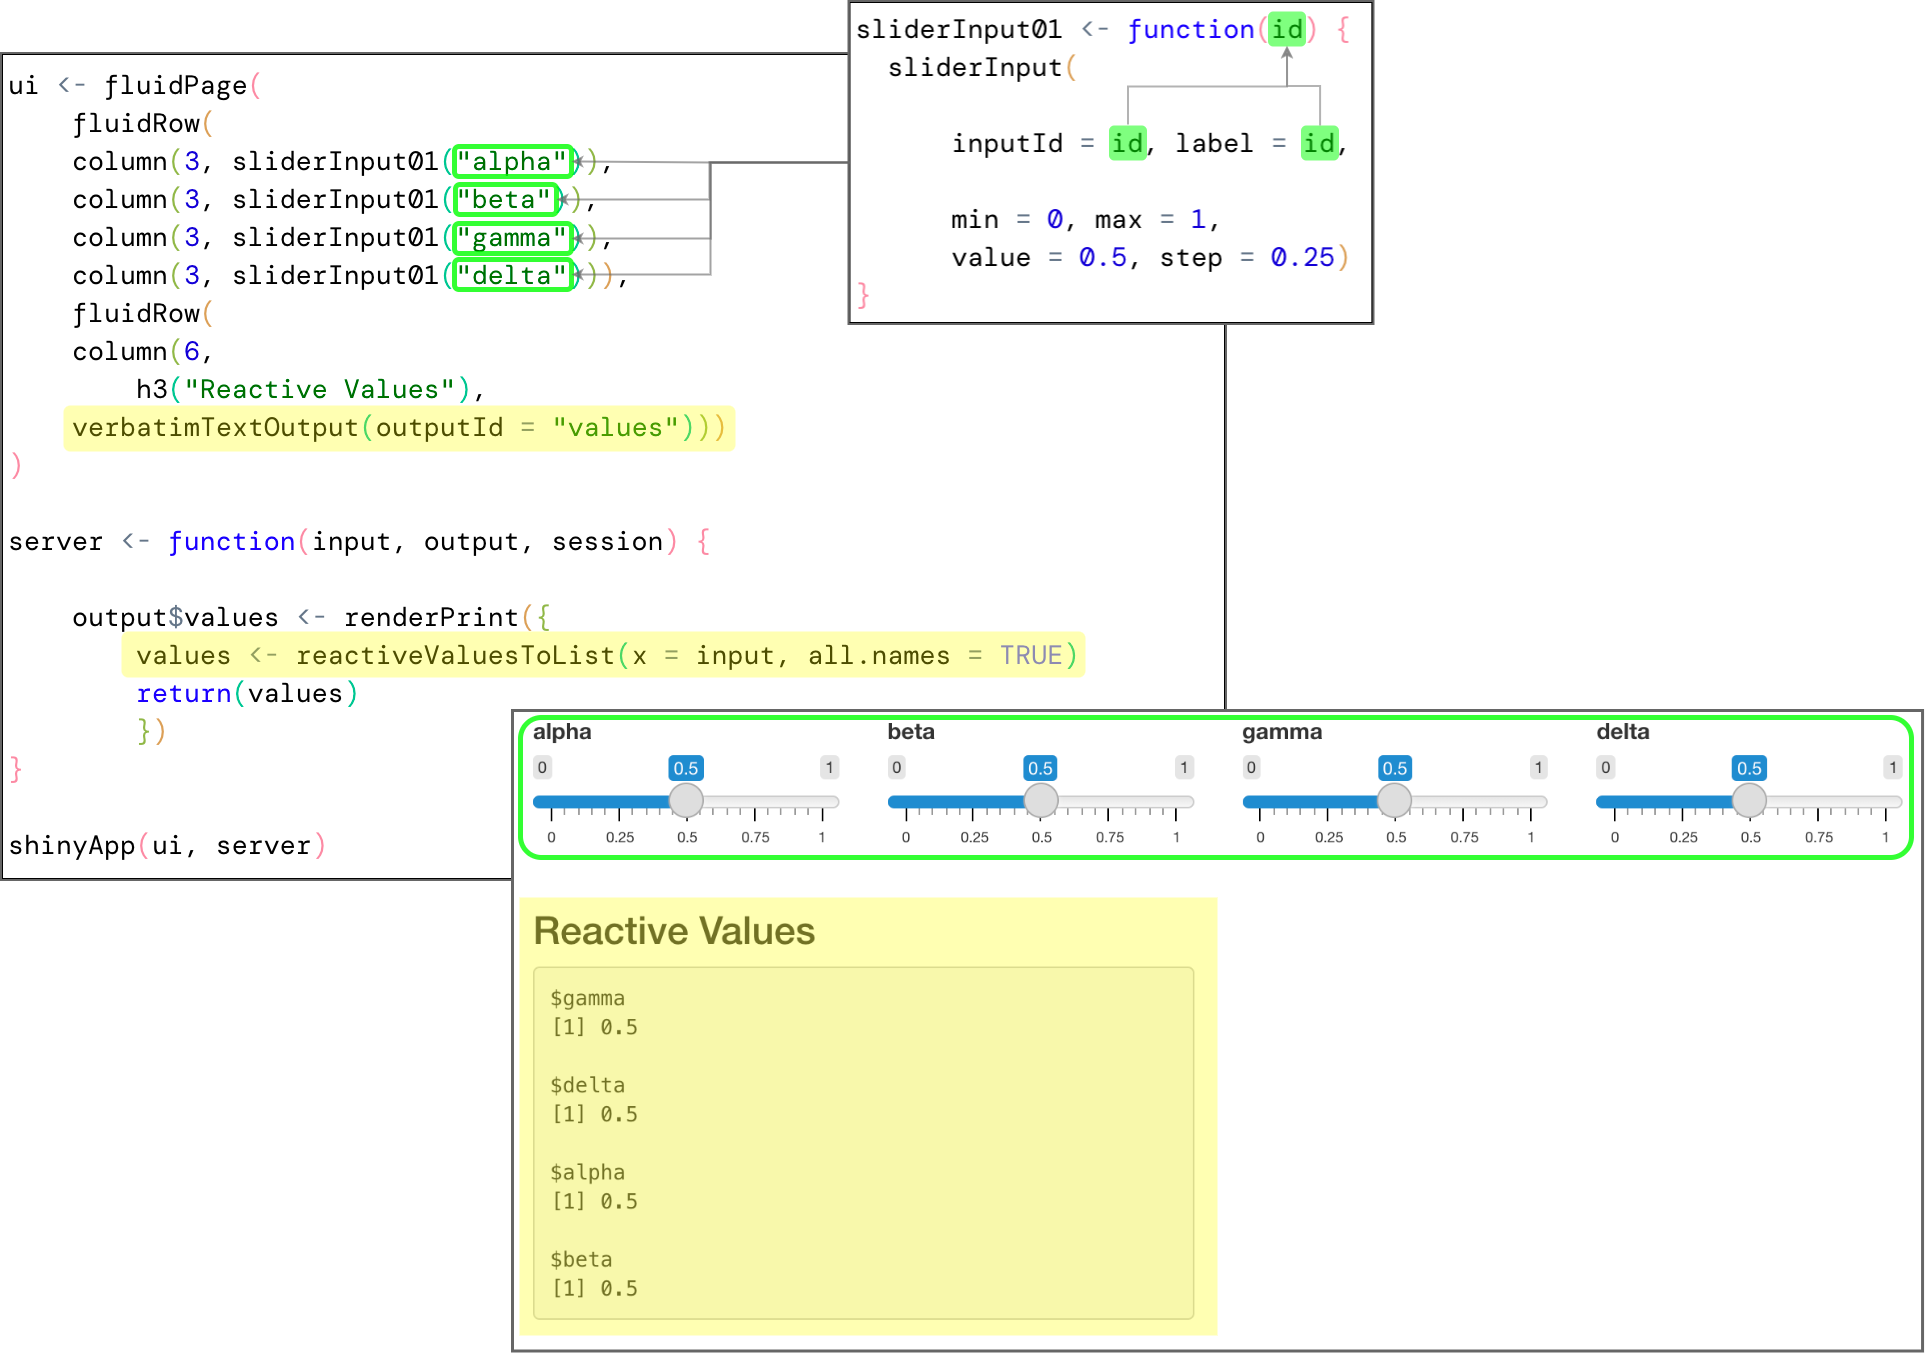 sliderInput01 <- function(id) {
sliderInput(
inputId = id, label = id,
min = 0, max = 1,
value = 0.5, step = 0.25)
}
ui <- fluidPage(
fluidRow(
column(3, sliderInput01("alpha")),
column(3, sliderInput01("beta")),
column(3, sliderInput01("gamma")),
column(3, sliderInput01("delta"))),
fluidRow(
column(6,
h3("Reactive Values"),
verbatimTextOutput(outputId = "values")))
)
server <- function(input, output, session) {
output$values <- renderPrint({
values <- reactiveValuesToList(x = input, all.names = TRUE)
return(values)
})
}
shinyApp(ui, server)
alpha beta gamma delta
0 0.5 1 0 0.5 1 0 0.5 1 0 0.5 1
0 0.25 0.5 0.75 1 0 0.25 0.5 0.75 1 0 0.25 0.5 0.75 1 0 0.25 0.5 0.75 1
Reactive Values
$gamma
[1] 0.5
$delta
[1] 0.5
$alpha
[1] 0.5
$beta
[1] 0.5